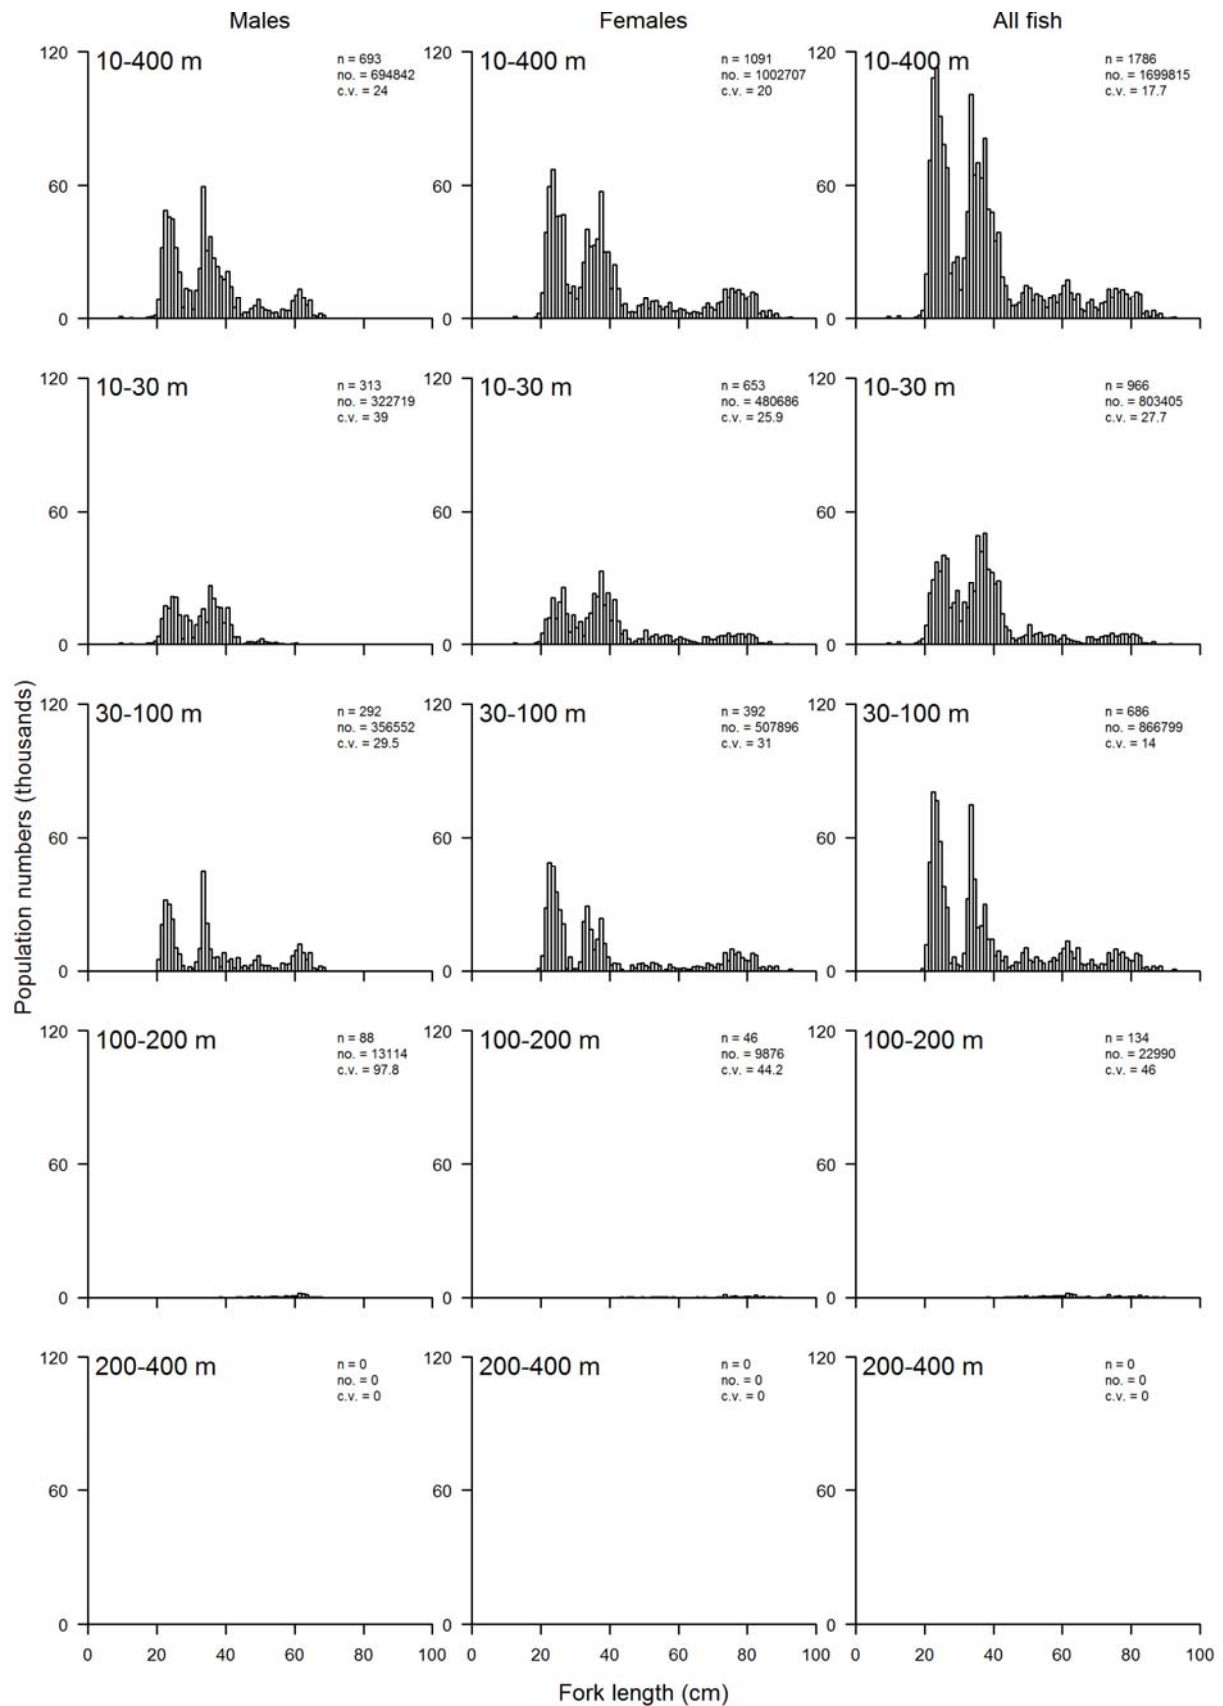 Males Females All fish
120 10-400 m n = 693 120 10-400 m n = 1091 120 10-400 m n = 1786
no. = 694842 no. = 1002707 no. = 1699815
c.v. = 24 c.v. = 20 c.v. = 17.7
60 60 60
0 0 0
120 10-30 m n = 313 120 10-30 m n = 653 120 10-30 m n = 966
no. = 322719 no. = 480686 no. = 803405
c.v. = 39 c.v. = 25.9 c.v. = 27.7
60 60 60
0 0 0
Population numbers (thousands)
120 30-100 m n = 292 120 30-100 m n = 392 120 30-100 m n = 686
no. = 356552 no. = 507896 no. = 866799
c.v. = 29.5 c.v. = 31 c.v. = 14
60 60 60
0 0 0
120 100-200 m n = 88 120 100-200 m n = 46 120 100-200 m n = 134
no. = 13114 no. = 9876 no. = 22990
c.v. = 97.8 c.v. = 44.2 c.v. = 46
60 60 60
0 0 0
120 200-400 m n = 0 120 200-400 m n = 0 120 200-400 m n = 0
no. = 0 no. = 0 no. = 0
c.v. = 0 c.v. = 0 c.v. = 0
60 60 60
0 0 0
0 20 40 60 80 100 0 20 40 60 80 100 0 20 40 60 80 100
Fork length (cm)